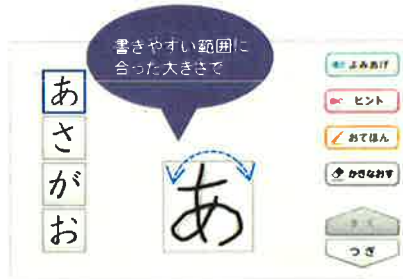 書きやすい範囲に
合った大きさで
あ
さ
が
お
あ
よみあげ
ヒント
おてほん
かきなおす
つぎ